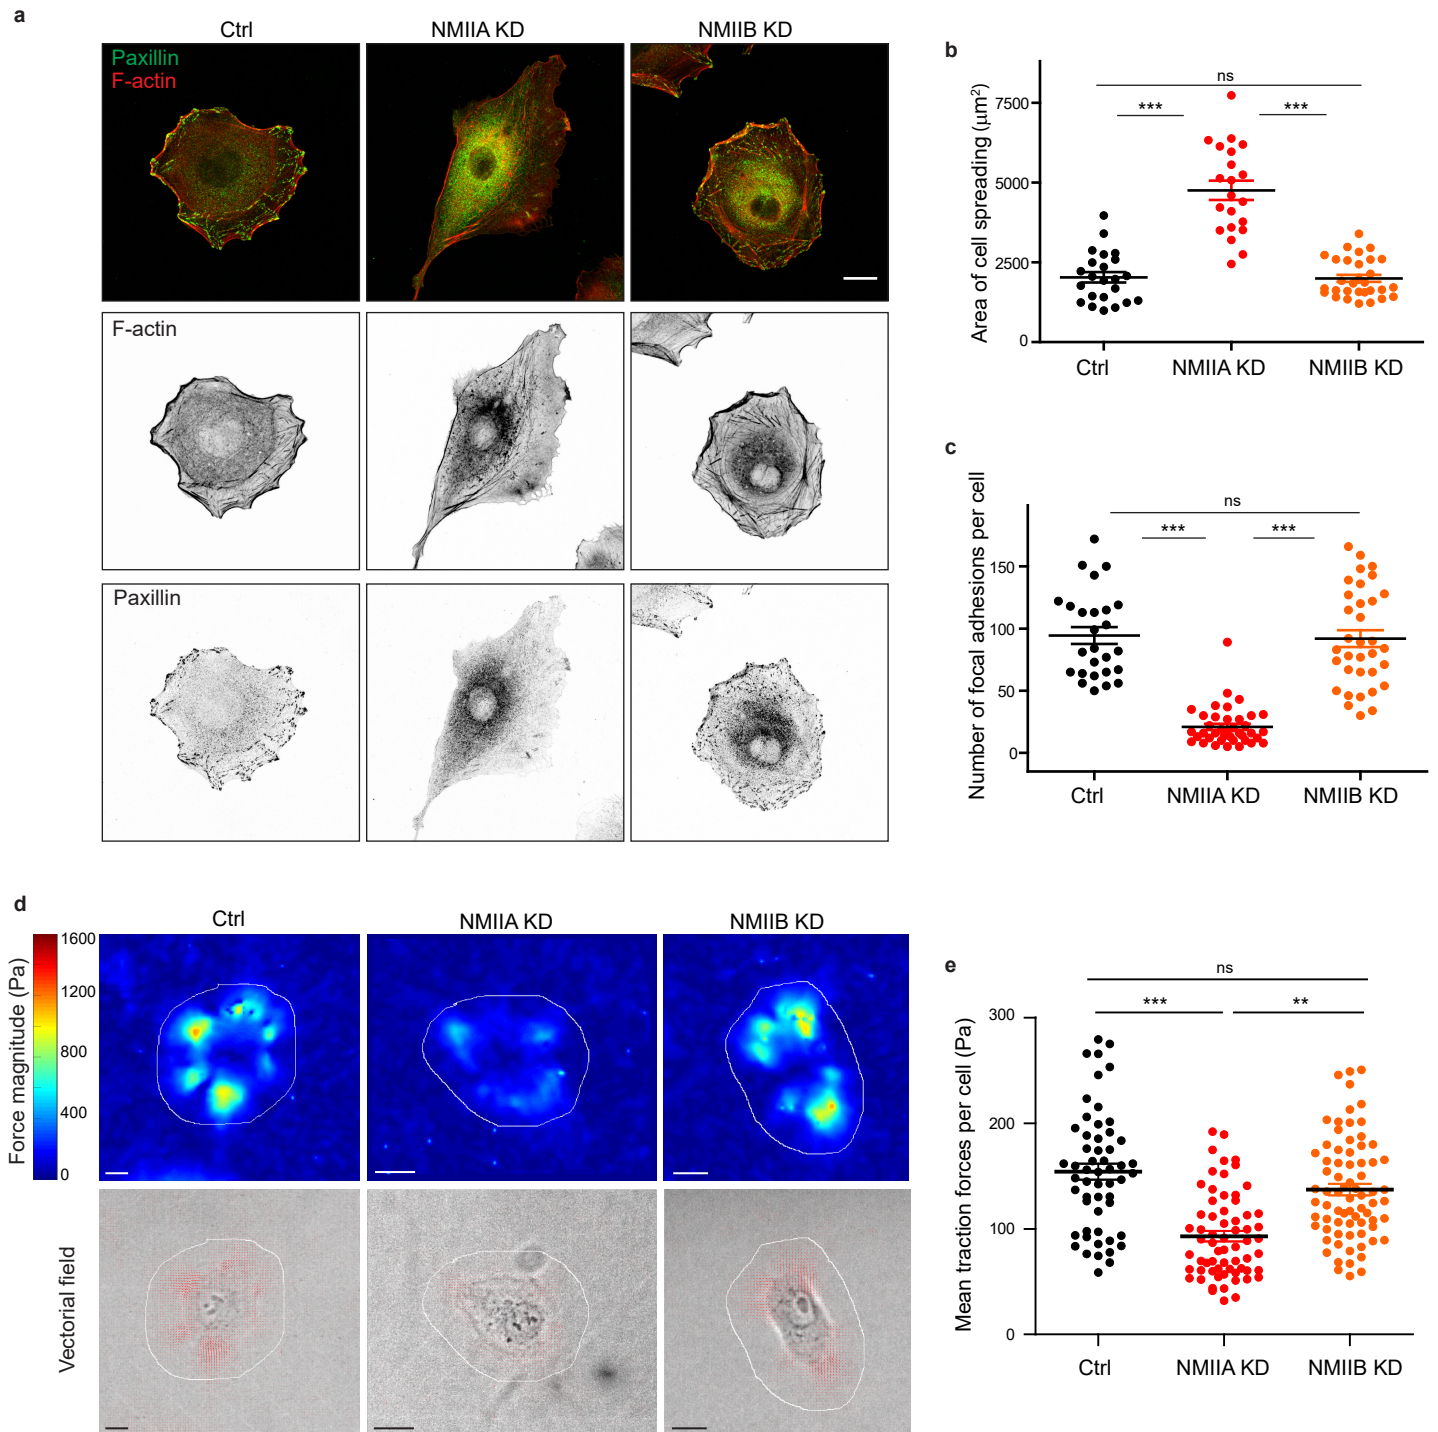 a
Ctrl
NMIIA KD
NMIIB KD
Paxillin
F-actin
F-actin
Paxillin
b
Area of cell spreading (μm²)
7500
5000
2500
0
ns
***
***
Ctrl
NMIIA KD
NMIIB KD
c
Number of focal adhesions per cell
150
100
50
0
ns
***
***
Ctrl
NMIIA KD
NMIIB KD
d
Ctrl
NMIIA KD
NMIIB KD
Force magnitude (Pa)
1600
1200
800
400
0
Vectorial field
e
Mean traction forces per cell (Pa)
300
200
100
0
ns
***
**
Ctrl
NMIIA KD
NMIIB KD